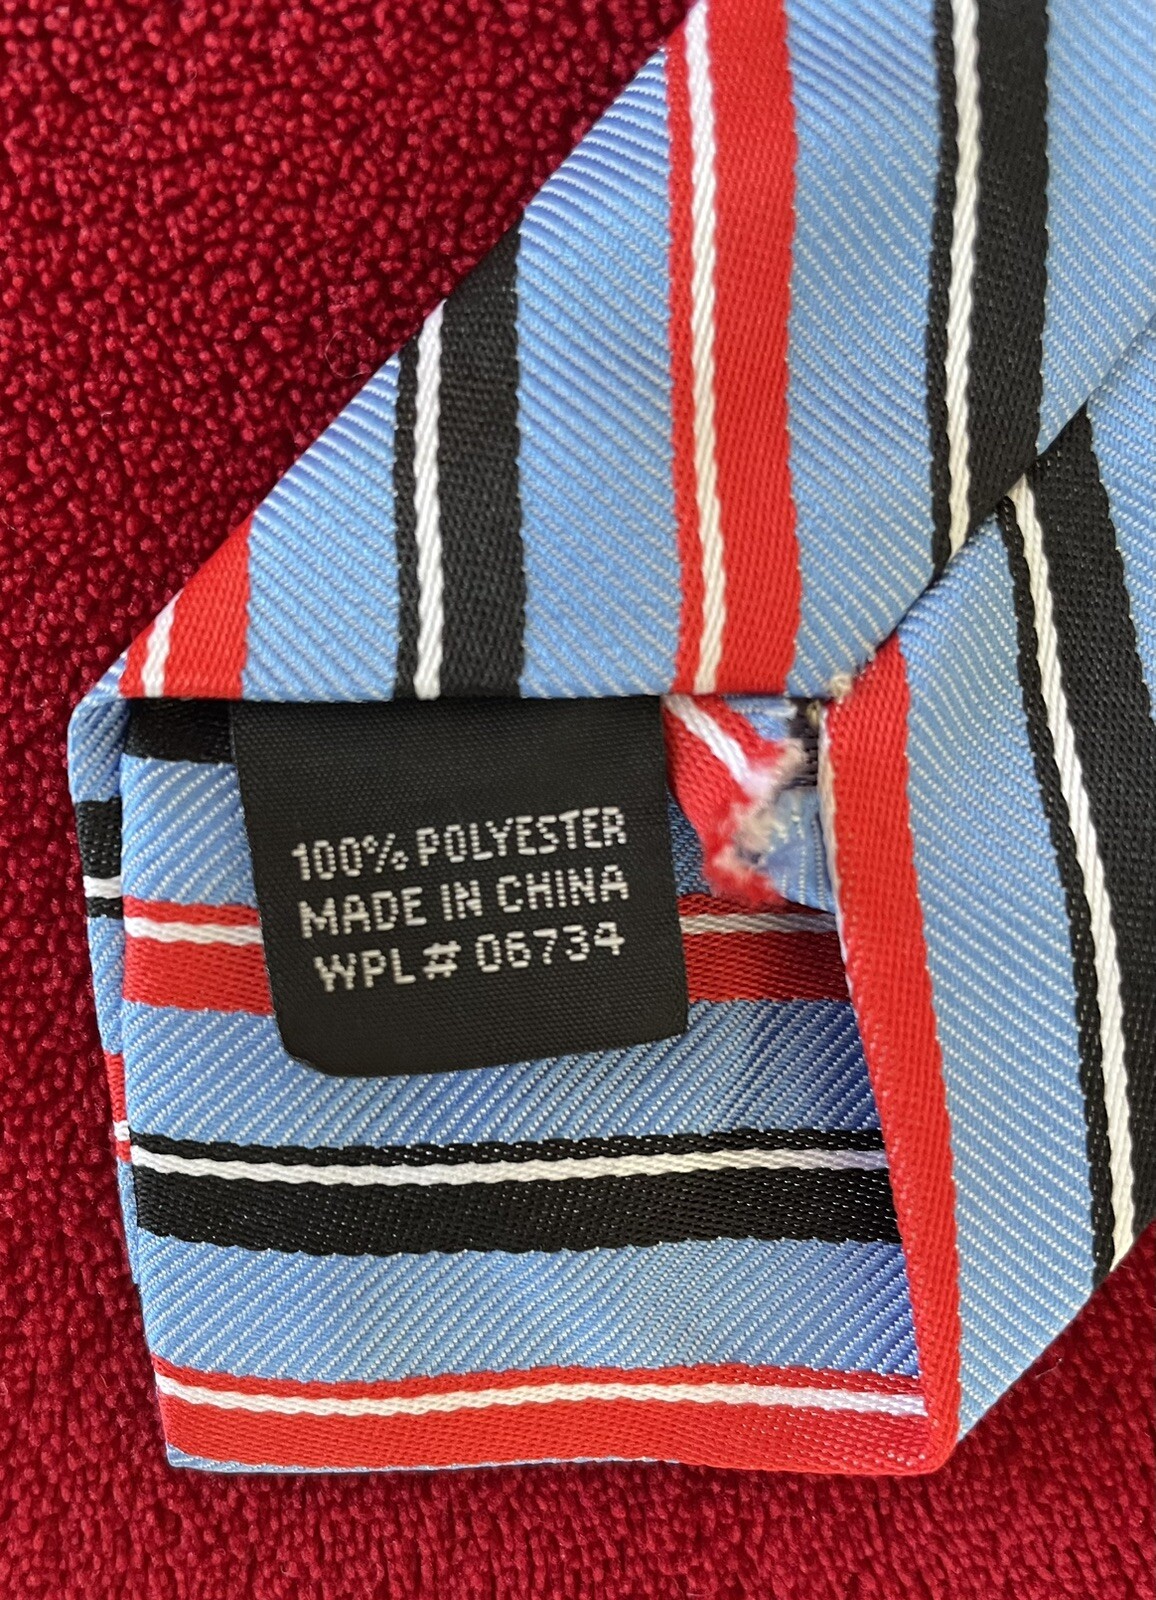 100% POLYESTER
MADE IN CHINA
WPL# 06734